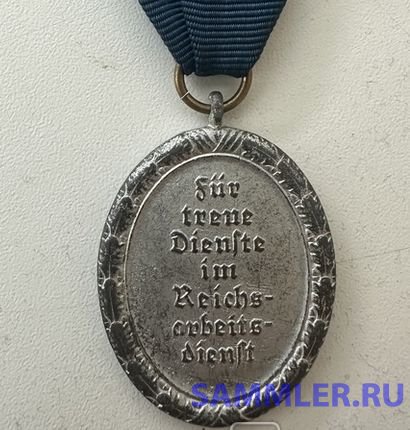 Für
treue
Dienste
im
Reichs-
arbeits-
dienst
SAMMLER.RU